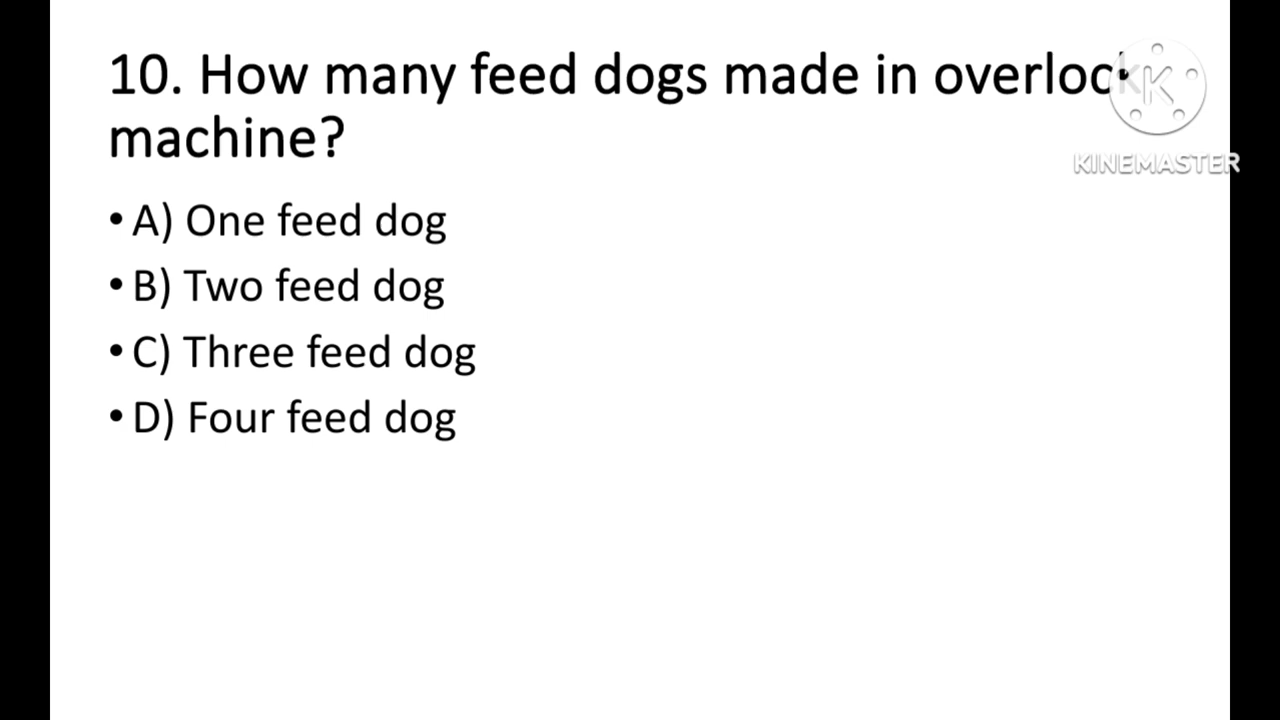 10. How many feed dogs made in overlock
machine?
• A) One feed dog
• B) Two feed dog
• C) Three feed dog
• D) Four feed dog
K
KINEMASTER